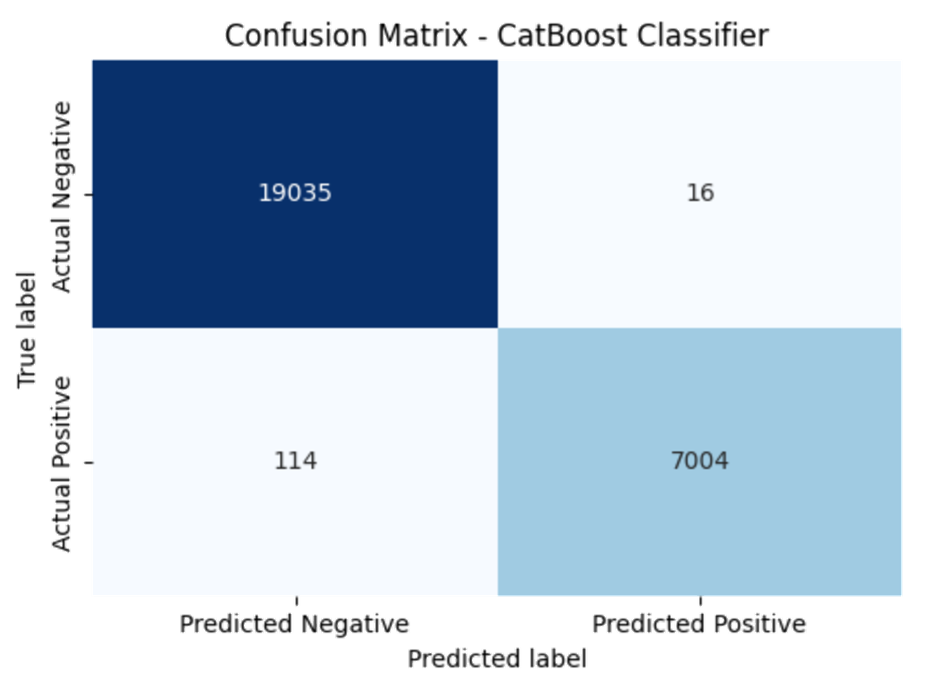 Confusion Matrix - CatBoost Classifier
True label
Actual Negative
19035
16
Actual Positive
114
7004
Predicted Negative
Predicted Positive
Predicted label